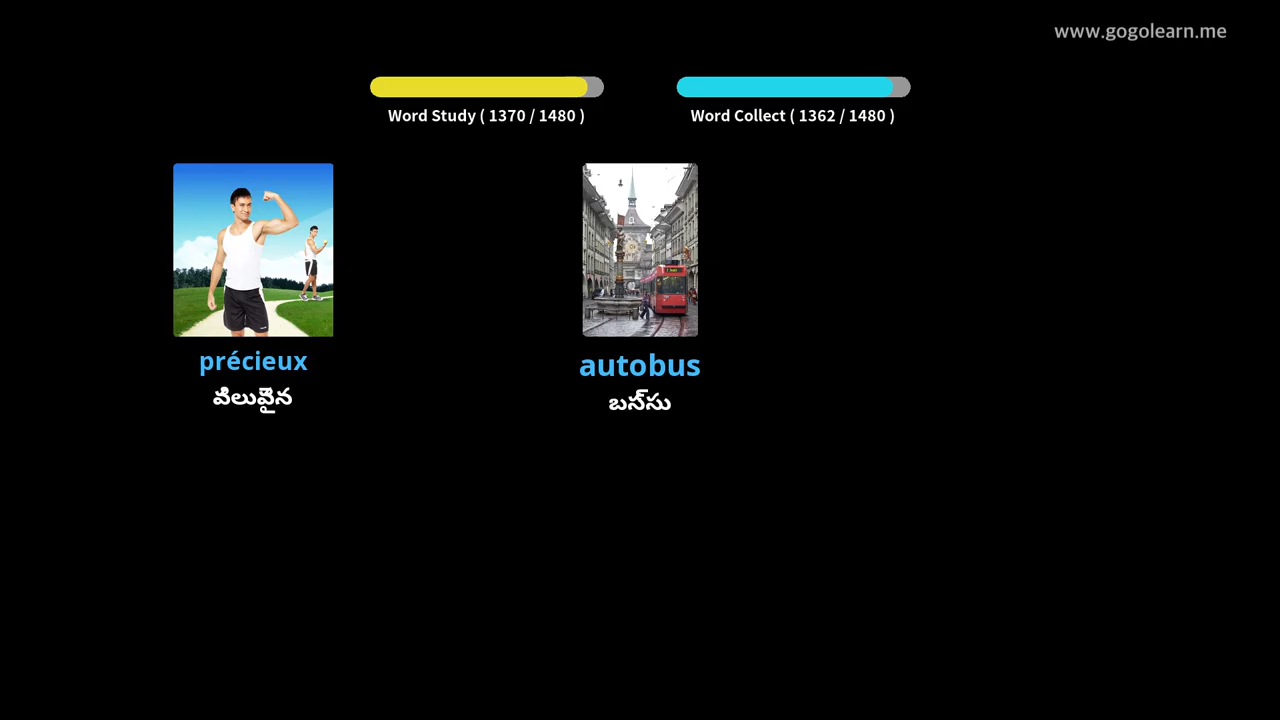 www.gogolearn.me
Word Study ( 1370 / 1480 )
Word Collect ( 1362 / 1480 )
précieux
autobus
విలువైన
బస్సు